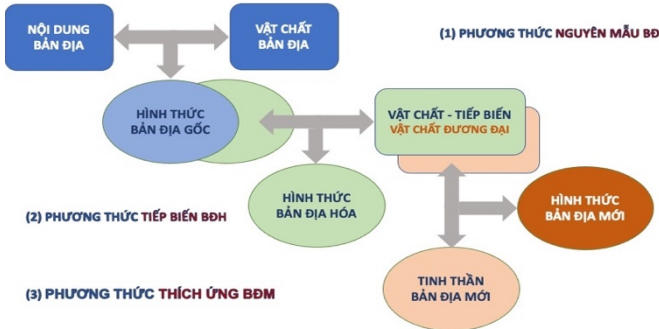 NỘI DUNG
BẢN ĐỊA
VẬT CHẤT
BẢN ĐỊA
(1) PHƯƠNG THỨC NGUYÊN MẪU BĐ
HÌNH THỨC
BẢN ĐỊA GỐC
VẬT CHẤT - TIẾP BIẾN
VẬT CHẤT ĐƯƠNG ĐẠI
HÌNH THỨC
BẢN ĐỊA HÓA
HÌNH THỨC
BẢN ĐỊA MỚI
(2) PHƯƠNG THỨC TIẾP BIẾN BĐH
TINH THẦN
BẢN ĐỊA MỚI
(3) PHƯƠNG THỨC THÍCH ỨNG BĐM